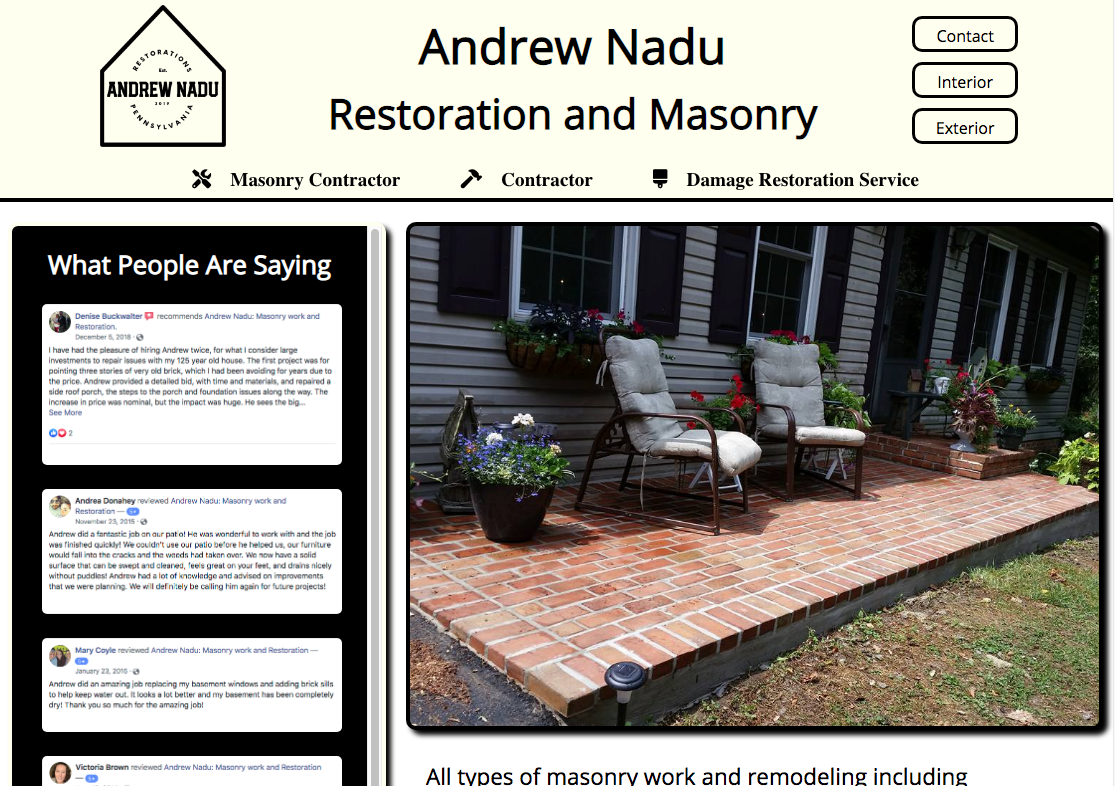 RESTORATIONS
Est.
ANDREW NADU
2019
PENNSYLVANIA
Andrew Nadu
Restoration and Masonry
Contact
Interior
Exterior
Masonry Contractor
Contractor
Damage Restoration Service
What People Are Saying
Denise Buckwalter recommends Andrew Nadu: Masonry work and
Restoration.
December 5, 2018 ·
I have had the pleasure of hiring Andrew twice, for what I consider large
investments to repair issues with my 125 year old house. The first project was for
pointing three stories of very old brick, which I had been avoiding for years due to
the price. Andrew provided a detailed bid, with time and materials, and repaired a
side roof porch, the steps to the porch and foundation issues along the way. The
increase in price was nominal, but the impact was huge. He sees the big...
See More
2
Andrea Donahey reviewed Andrew Nadu: Masonry work and
Restoration — 5★
November 23, 2015 ·
Andrew did a fantastic job on our patio! He was wonderful to work with and the job
was finished quickly! We couldn't use our patio before he helped us, our furniture
would fall into the cracks and the weeds had taken over. We now have a solid
surface that can be swept and cleaned, feels great on your feet, and drains nicely
without puddles! Andrew had a lot of knowledge and advised on improvements
that we were planning. We will definitely be calling him again for future projects!
Mary Coyle reviewed Andrew Nadu: Masonry work and Restoration —
5★
January 23, 2015 ·
Andrew did an amazing job replacing my basement windows and adding brick sills
to help keep water out. It looks a lot better and my basement has been completely
dry! Thank you so much for the amazing job!
Victoria Brown reviewed Andrew Nadu: Masonry work and Restoration
— 5★
All types of masonry work and remodeling including